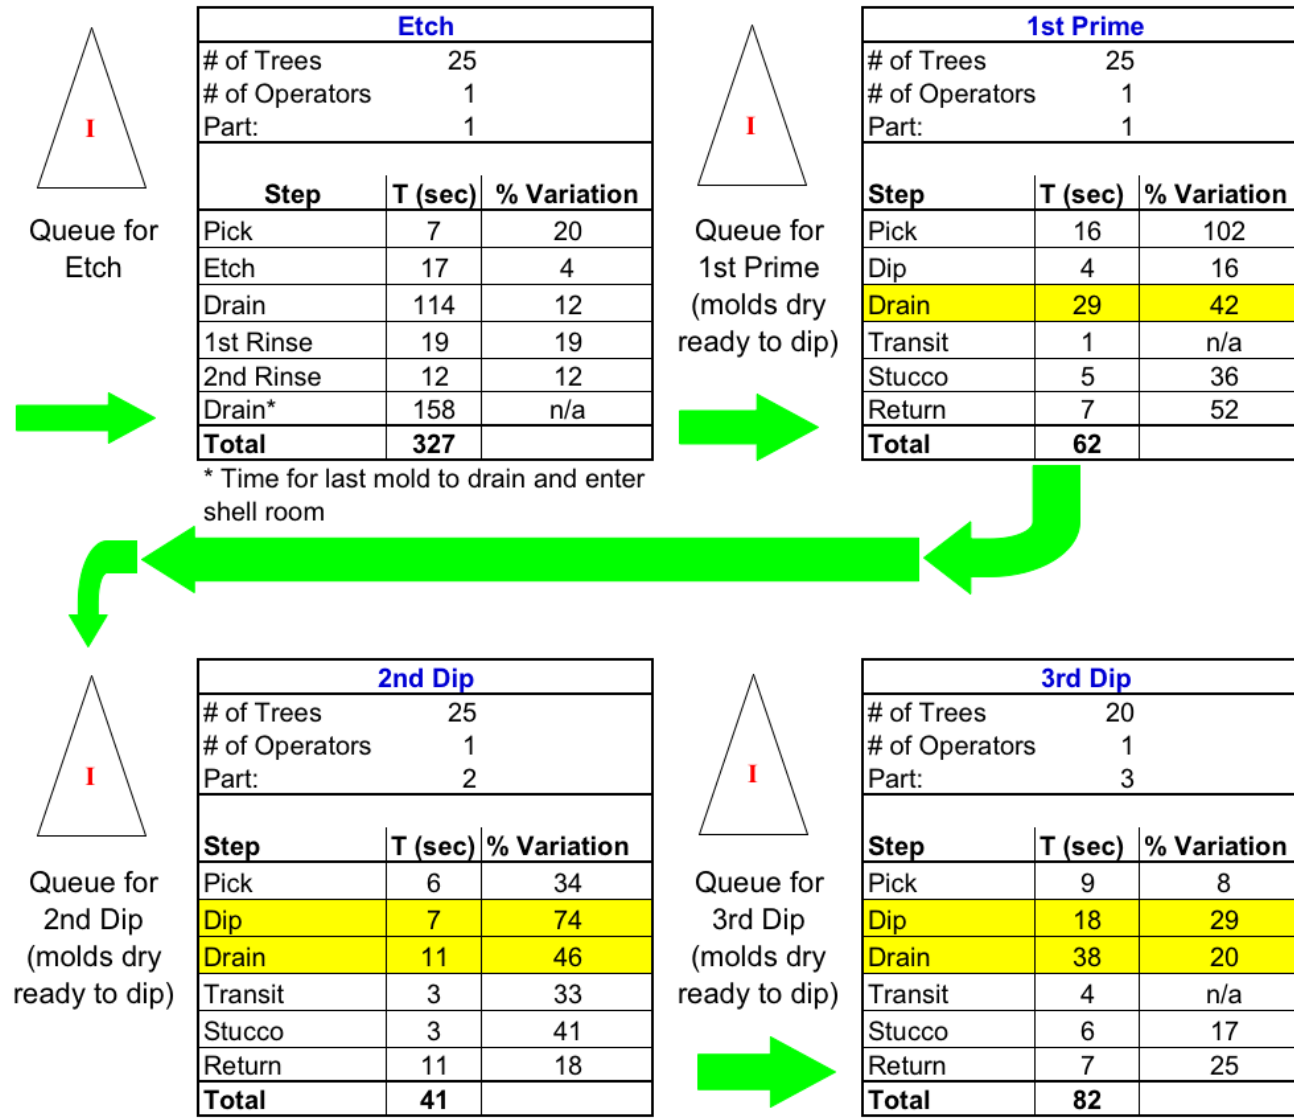 Etch
# of Trees 25
# of Operators 1
Part: 1
Step T (sec) % Variation
Pick 7 20
Etch 17 4
Drain 114 12
1st Rinse 19 19
2nd Rinse 12 12
Drain* 158 n/a
Total 327
* Time for last mold to drain and enter
shell room
I
Queue for
Etch
1st Prime
# of Trees 25
# of Operators 1
Part: 1
Step T (sec) % Variation
Pick 16 102
Dip 4 16
Drain 29 42
Transit 1 n/a
Stucco 5 36
Return 7 52
Total 62
I
Queue for
1st Prime
(molds dry
ready to dip)
2nd Dip
# of Trees 25
# of Operators 1
Part: 2
Step T (sec) % Variation
Pick 6 34
Dip 7 74
Drain 11 46
Transit 3 33
Stucco 3 41
Return 11 18
Total 41
I
Queue for
2nd Dip
(molds dry
ready to dip)
3rd Dip
# of Trees 20
# of Operators 1
Part: 3
Step T (sec) % Variation
Pick 9 8
Dip 18 29
Drain 38 20
Transit 4 n/a
Stucco 6 17
Return 7 25
Total 82
I
Queue for
3rd Dip
(molds dry
ready to dip)